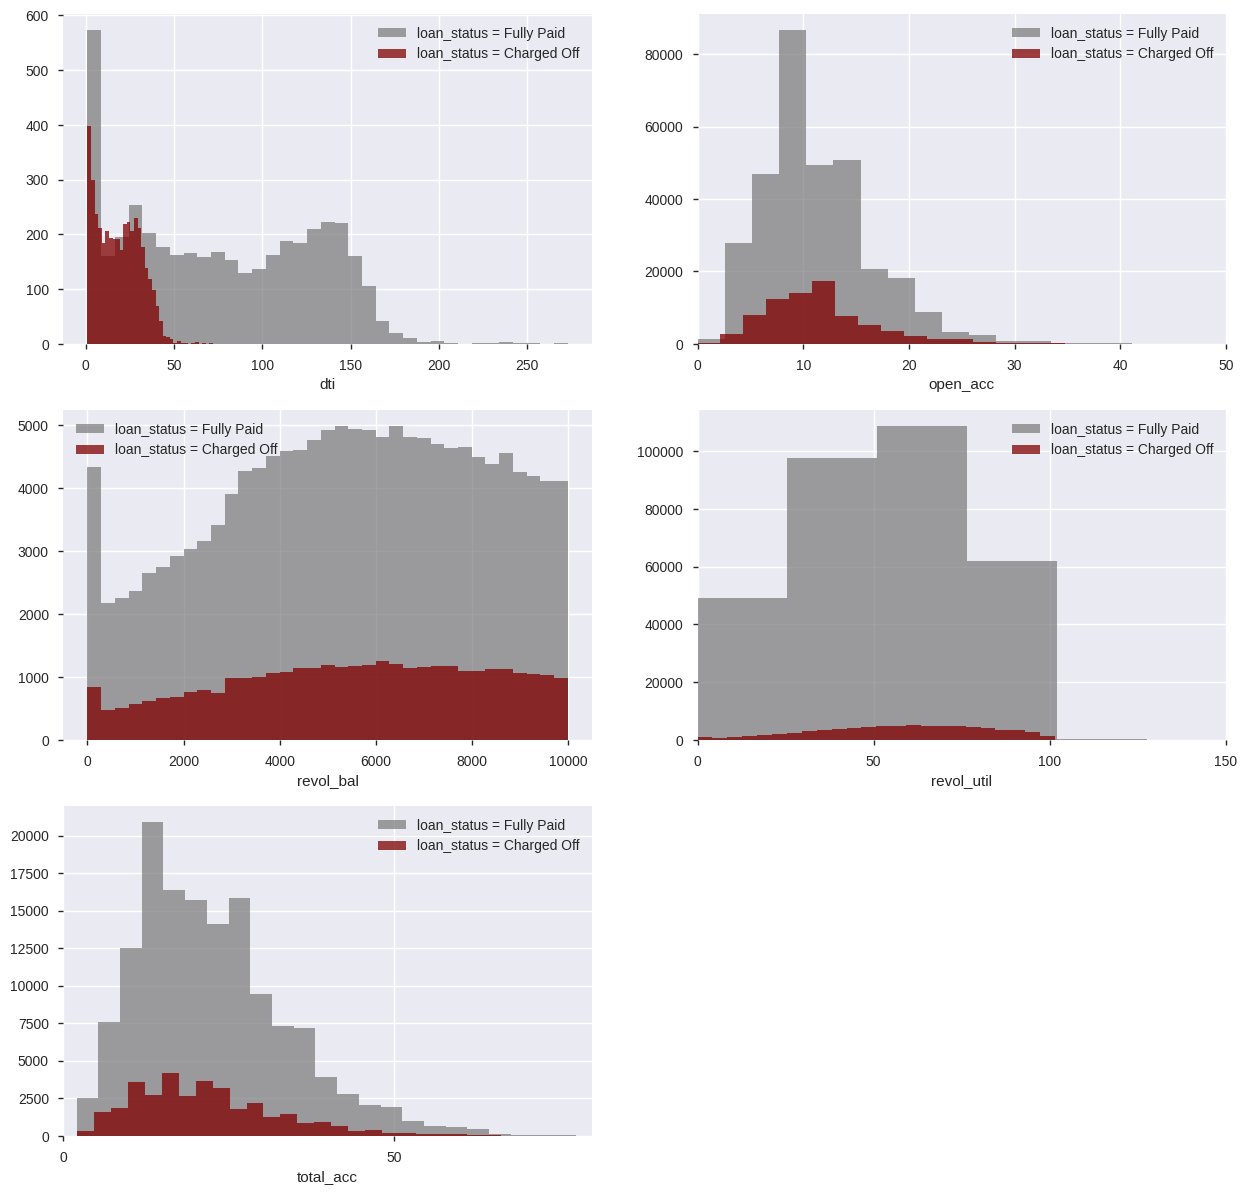 600
500
400
300
200
100
0
loan_status = Fully Paid
loan_status = Charged Off
0 50 100 150 200 250
dti
80000
60000
40000
20000
0
loan_status = Fully Paid
loan_status = Charged Off
0 10 20 30 40 50
open_acc
5000
4000
3000
2000
1000
0
loan_status = Fully Paid
loan_status = Charged Off
0 2000 4000 6000 8000 10000
revol_bal
100000
80000
60000
40000
20000
0
loan_status = Fully Paid
loan_status = Charged Off
0 50 100 150
revol_util
20000
17500
15000
12500
10000
7500
5000
2500
0
loan_status = Fully Paid
loan_status = Charged Off
0 50
total_acc